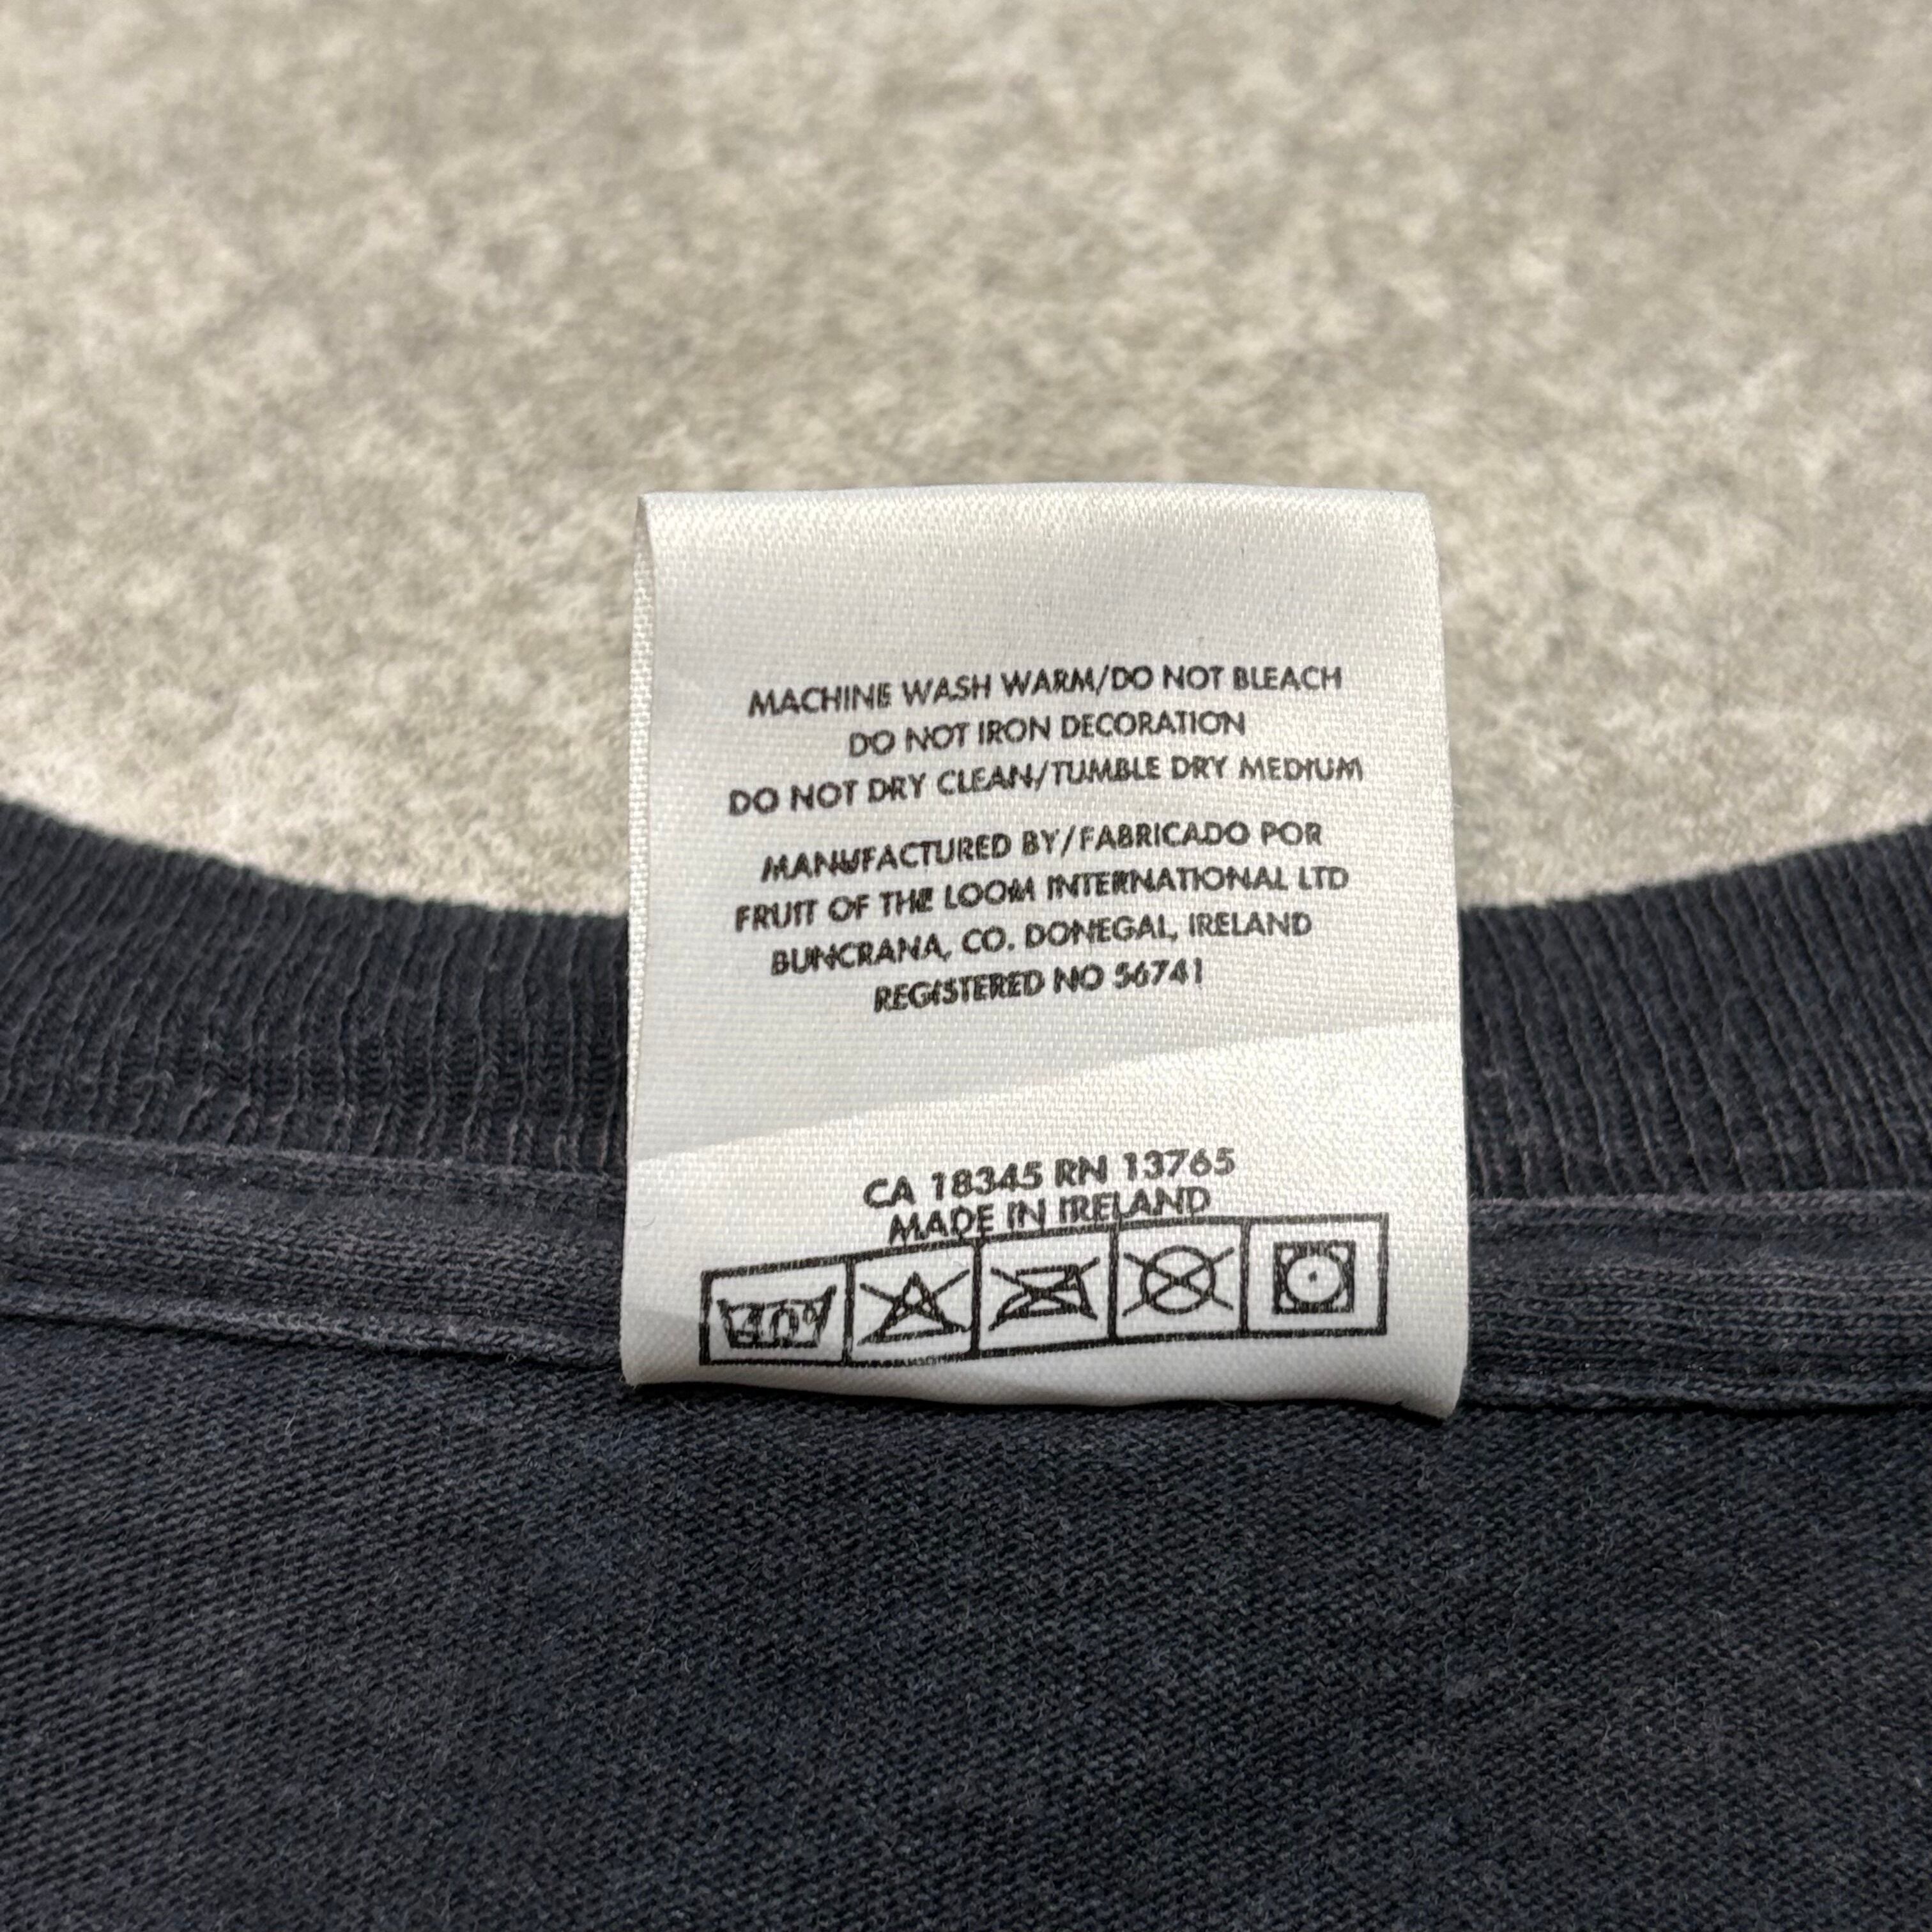 MACHINE WASH WARM/DO NOT BLEACH
DO NOT IRON DECORATION
DO NOT DRY CLEAN/TUMBLE DRY MEDIUM
MANUFACTURED BY/FABRICADO POR
FRUIT OF THE LOOM INTERNATIONAL LTD
BUNCRANA, CO. DONEGAL, IRELAND
REGISTERED NO 56741
CA 18345 RN 13765
MADE IN IRELAND
40°